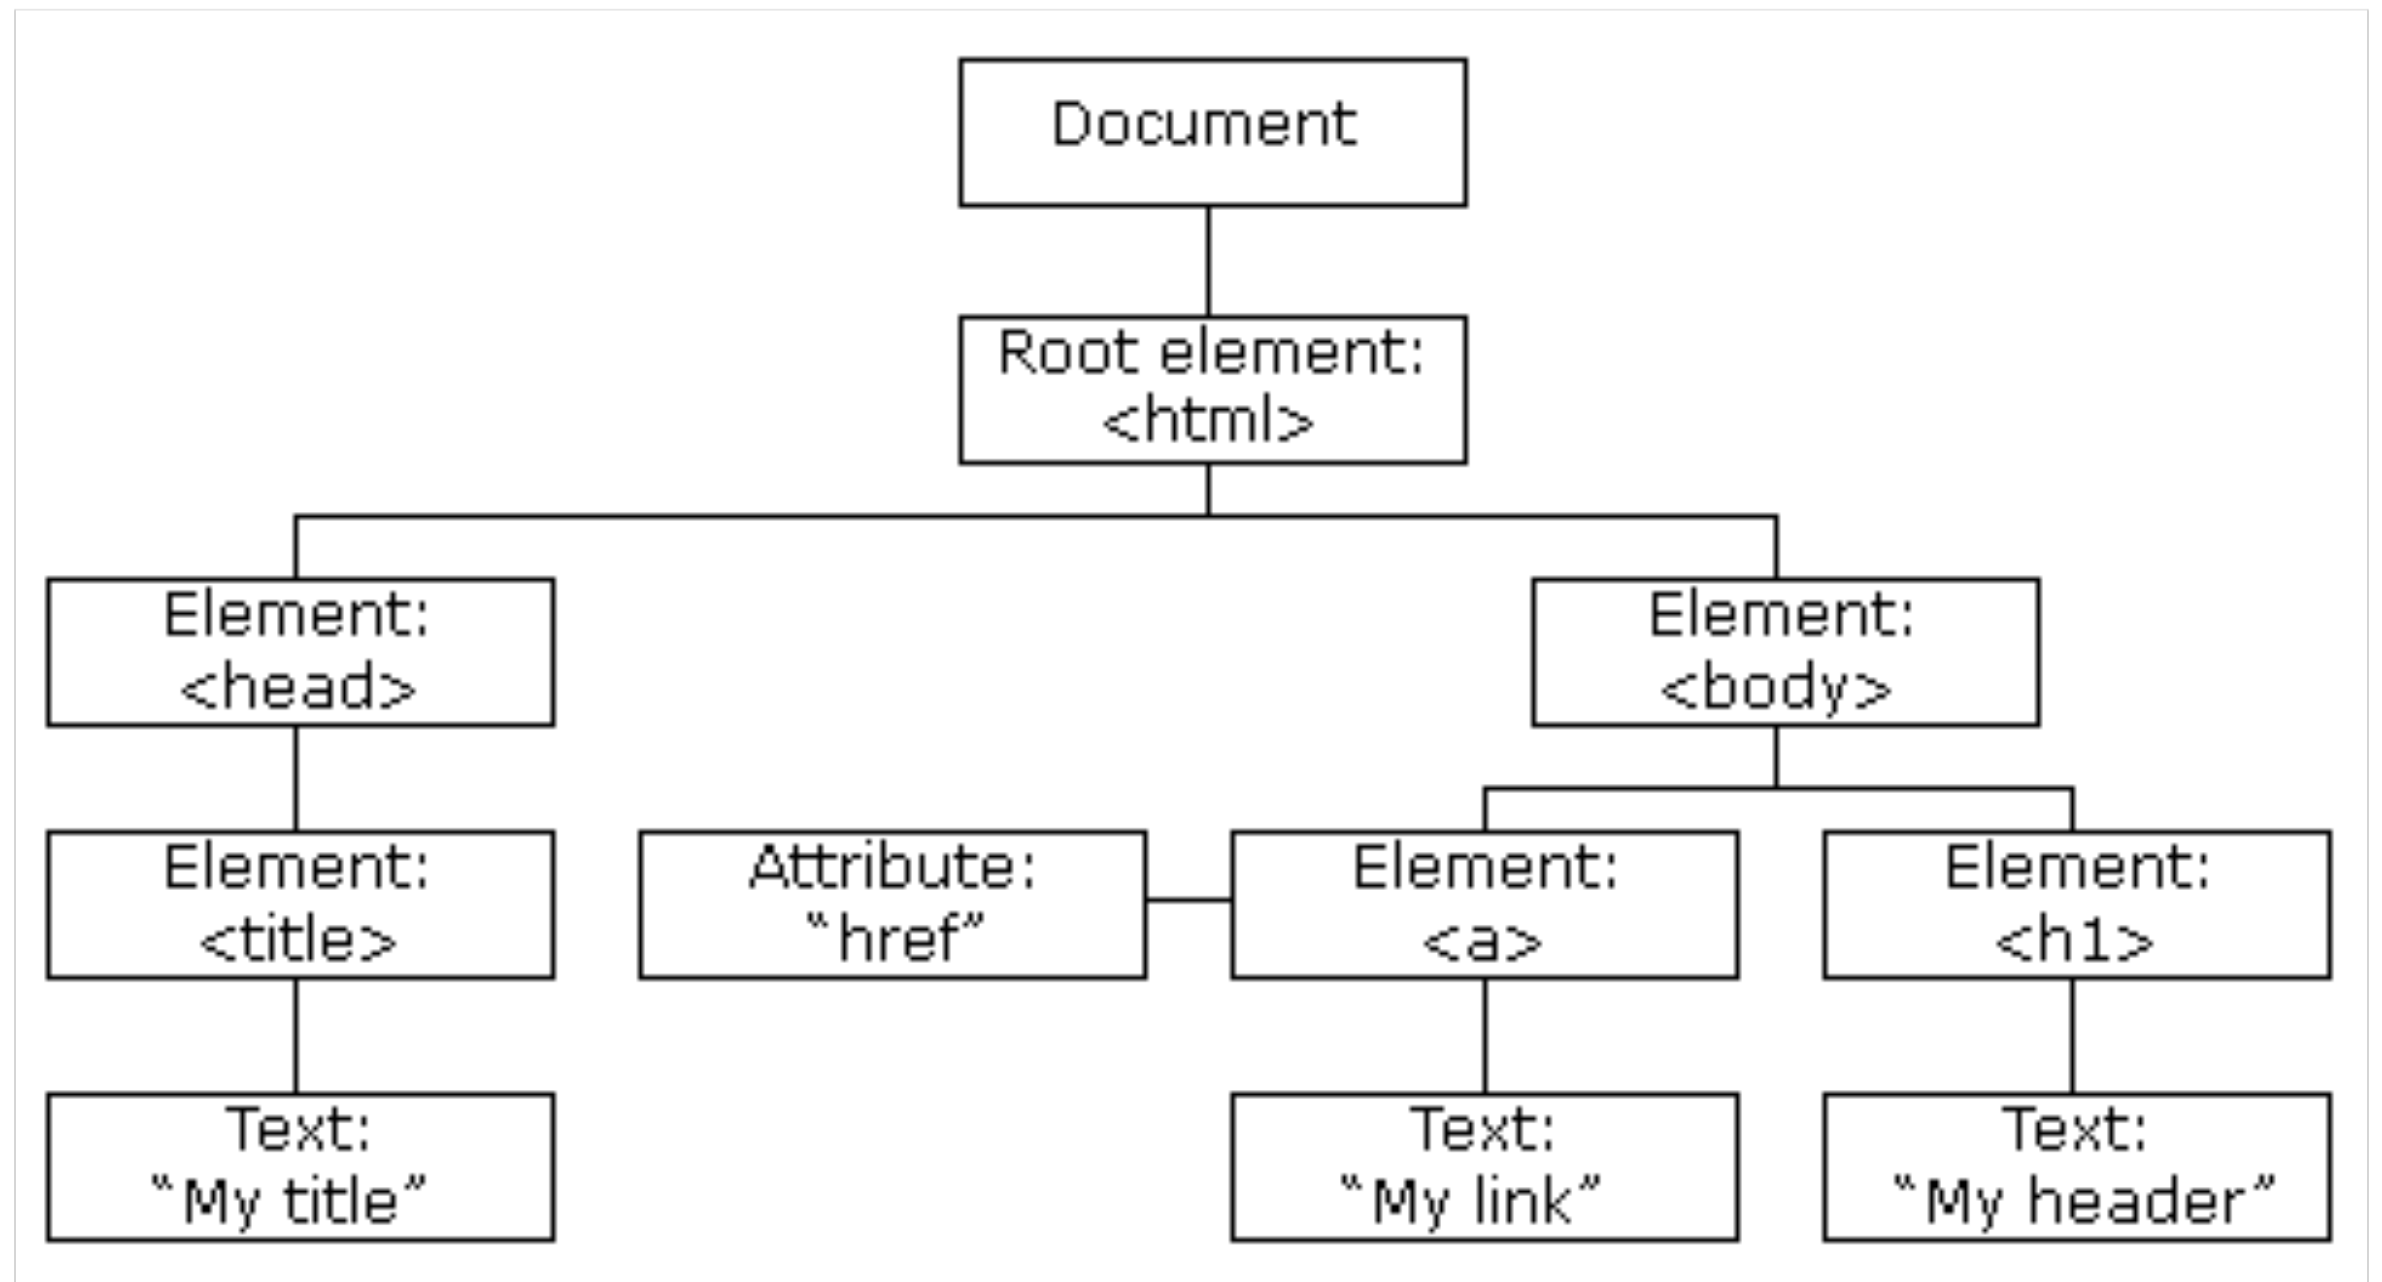 Document
Root element:
<html>
Element:
<head>
Element:
<body>
Element:
<title>
Attribute:
“href”
Element:
<a>
Element:
<h1>
Text:
“My title”
Text:
“My link”
Text:
“My header”